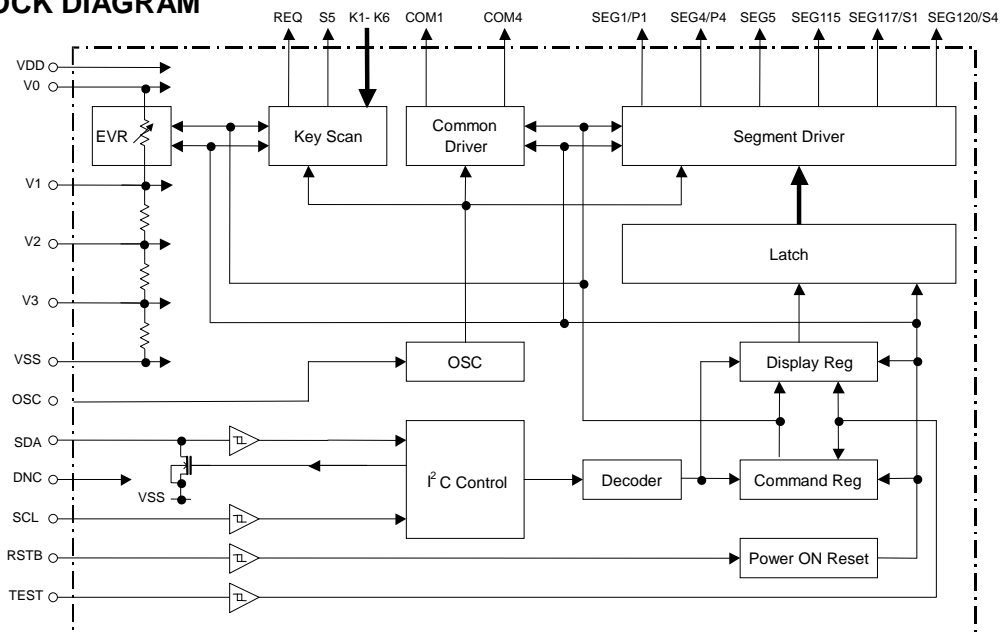 OCK DIAGRAM
REQ S5 K1- K6 COM1 COM4 SEG1/P1 SEG4/P4 SEG5 SEG115 SEG117/S1 SEG120/S4
VDD
V0
EVR
Key Scan
Common
Driver
Segment Driver
V1
V2
Latch
V3
VSS
OSC
Display Reg
OSC
SDA
DNC
VSS
I² C Control
Decoder
Command Reg
SCL
RSTB
Power ON Reset
TEST